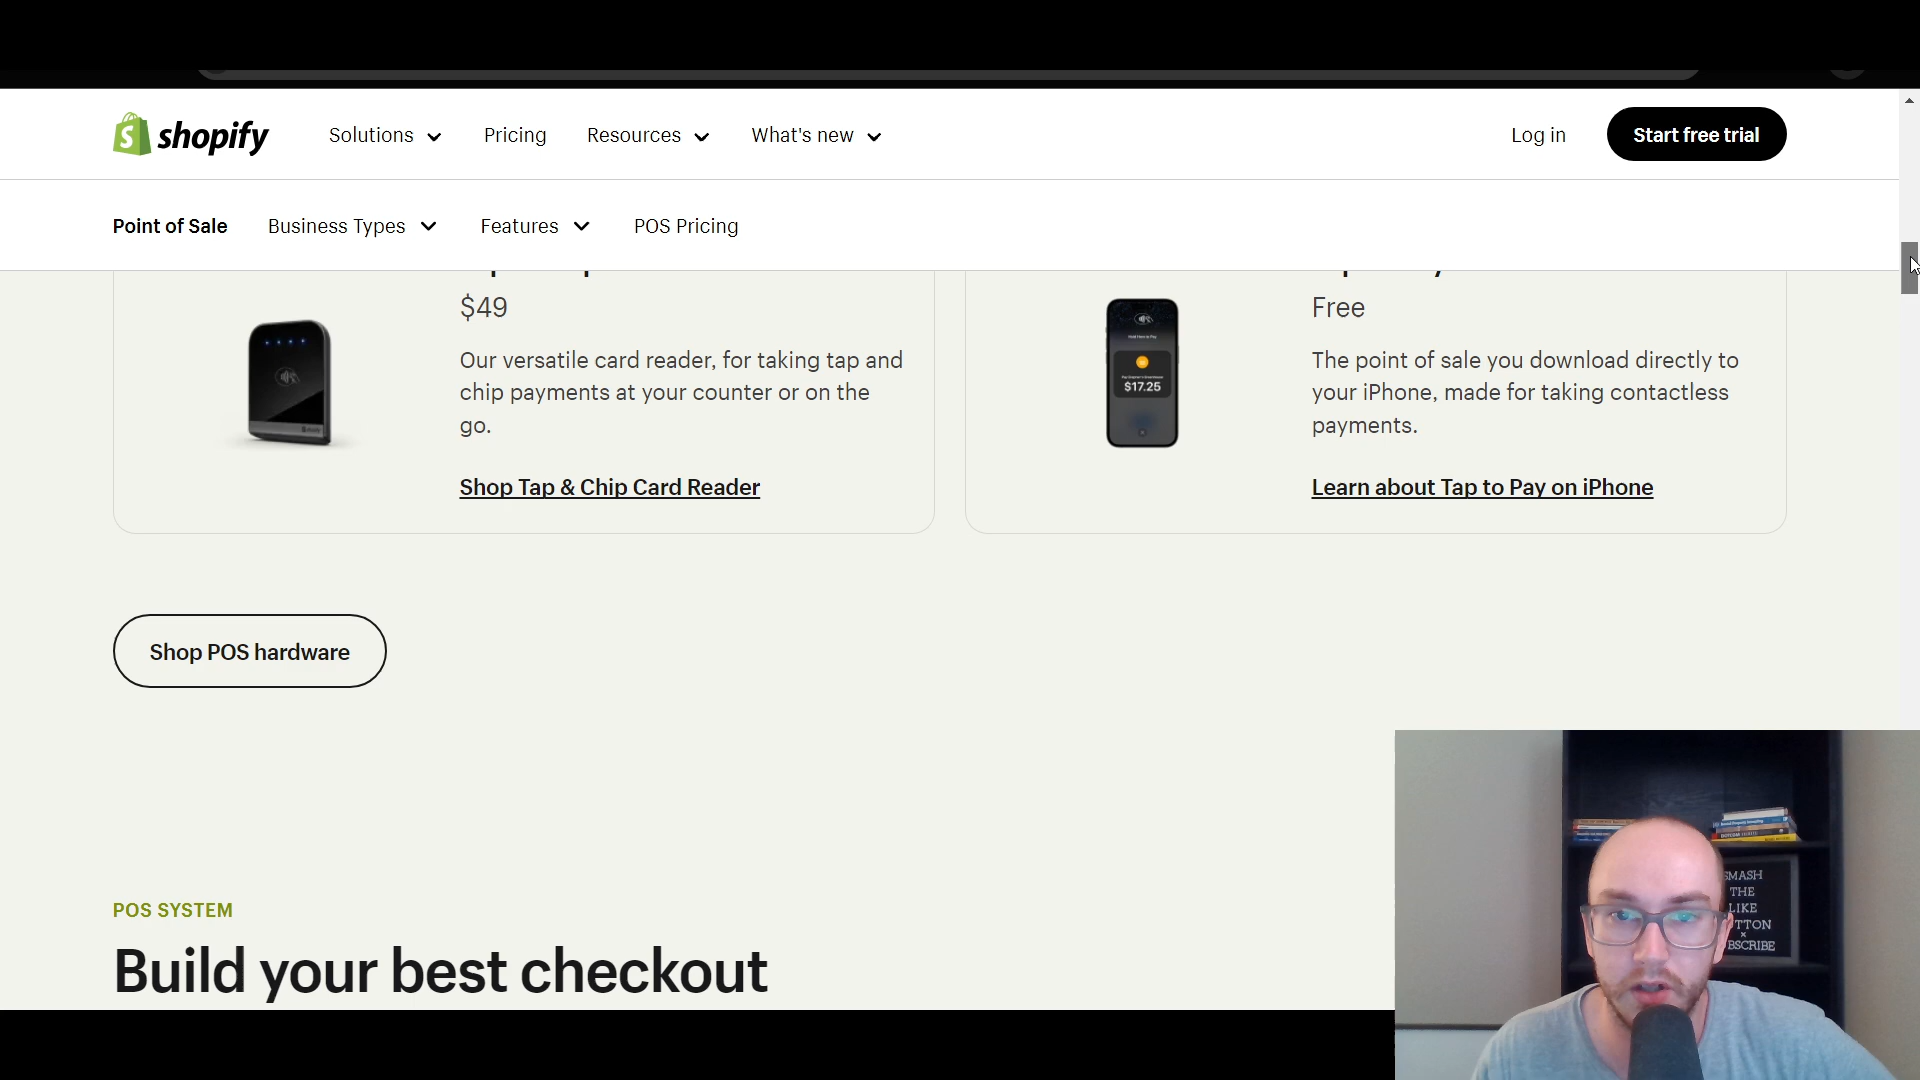 shopify
Solutions
Pricing
Resources
What's new
Log in
Start free trial
Point of Sale
Business Types
Features
POS Pricing
$49
Our versatile card reader, for taking tap and
chip payments at your counter or on the
go.
Shop Tap & Chip Card Reader
$17.25
Free
The point of sale you download directly to
your iPhone, made for taking contactless
payments.
Learn about Tap to Pay on iPhone
Shop POS hardware
POS SYSTEM
Build your best checkout
SMASH
THE
LIKE
TTON
BSCRIBE